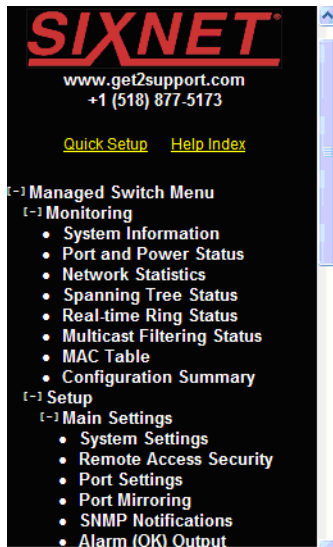 SIXNET®
www.get2support.com
+1 (518) 877-5173
Quick Setup Help Index
[-] Managed Switch Menu
[-] Monitoring
• System Information
• Port and Power Status
• Network Statistics
• Spanning Tree Status
• Real-time Ring Status
• Multicast Filtering Status
• MAC Table
• Configuration Summary
[-] Setup
[-] Main Settings
• System Settings
• Remote Access Security
• Port Settings
• Port Mirroring
• SNMP Notifications
• Alarm (OK) Output